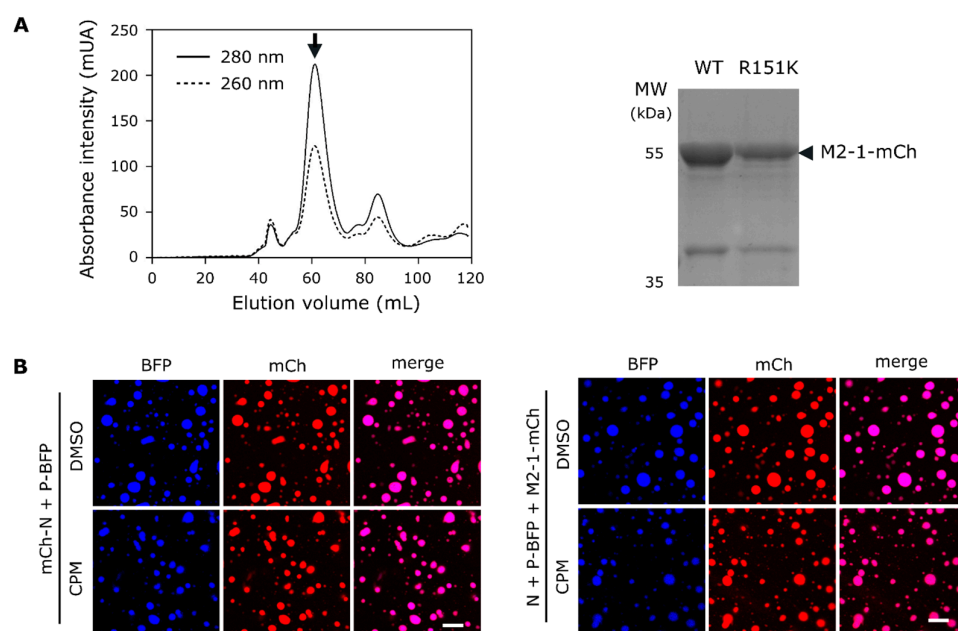 A
Absorbance intensity (mUA)
250
200
150
100
50
0
280 nm
260 nm
0 20 40 60 80 100 120
Elution volume (mL)
WT R151K
MW
(kDa)
55
M2-1-mCh
35
B
BFP mCh merge
mCh-N + P-BFP
DMSO
CPM
BFP mCh merge
N + P-BFP + M2-1-mCh
DMSO
CPM